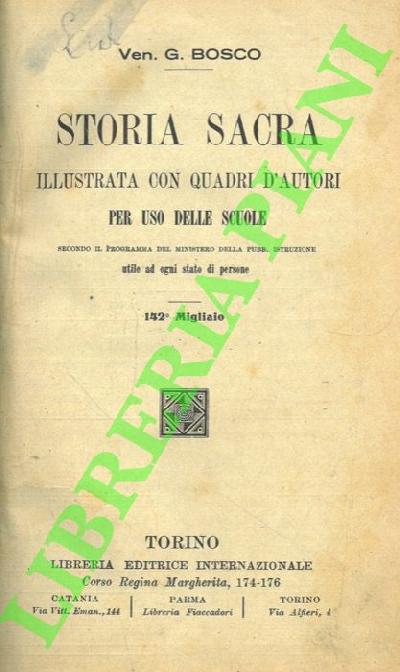 Ven. G. BOSCO
STORIA SACRA
ILLUSTRATA CON QUADRI D'AUTORI
PER USO DELLE SCUOLE
SECONDO IL PROGRAMMA DEL MINISTERO DELLA PUBB. ISTRUZIONE
utile ad ogni stato di persone
142° Migliaio
TORINO
LIBRERIA EDITRICE INTERNAZIONALE
Corso Regina Margherita, 174-176
CATANIA | PARMA | TORINO
Via Vitt. Eman., 144 | Libreria Fiaccadori | Via Alfieri, 4
LIBRERIA PIANI